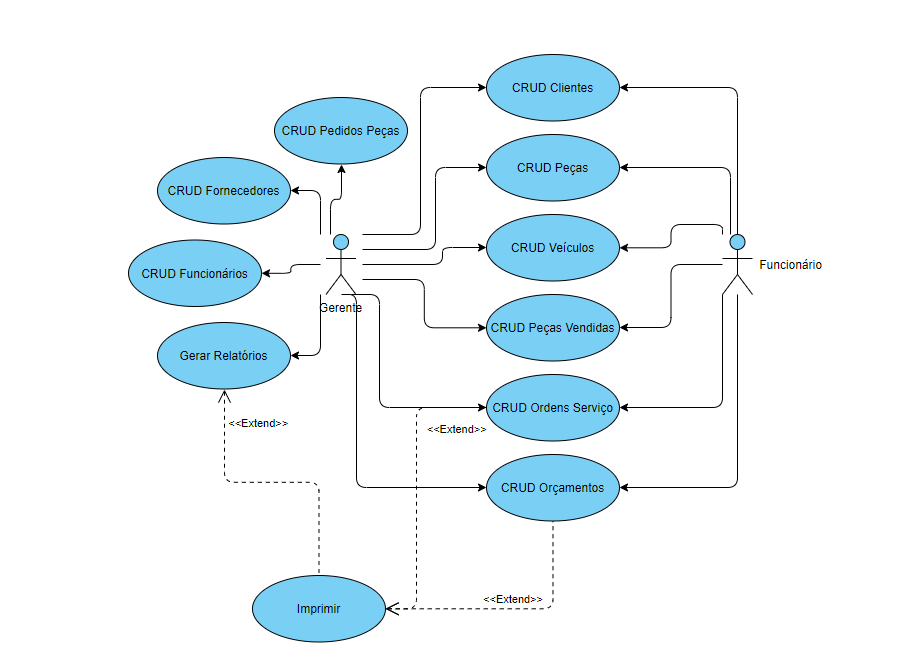 CRUD Clientes
CRUD Pedidos Peças
CRUD Peças
CRUD Fornecedores
CRUD Veículos
Funcionário
CRUD Funcionários
Gerente
CRUD Peças Vendidas
Gerar Relatórios
CRUD Ordens Serviço
<<Extend>>
<<Extend>>
CRUD Orçamentos
<<Extend>>
Imprimir